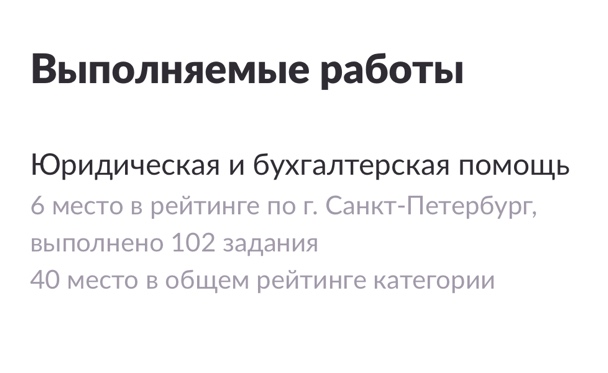 Выполняемые работы
Юридическая и бухгалтерская помощь
6 место в рейтинге по г. Санкт-Петербург,
выполнено 102 задания
40 место в общем рейтинге категории